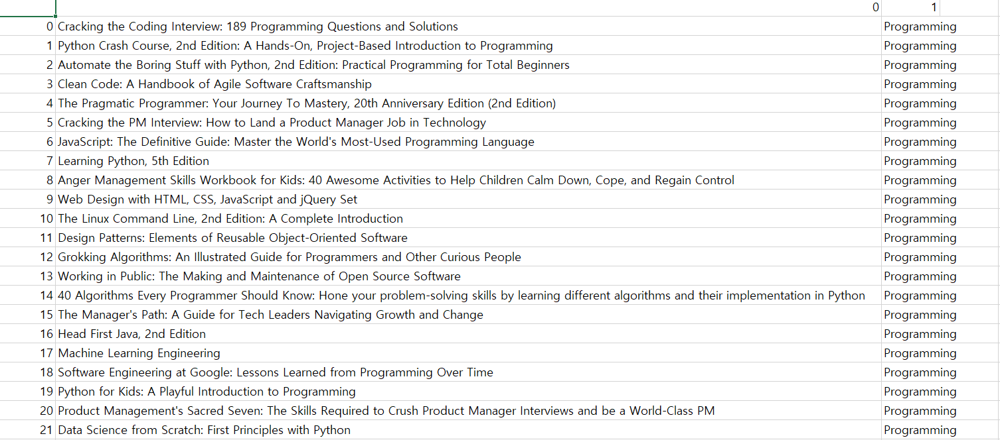 0 1
0 Cracking the Coding Interview: 189 Programming Questions and Solutions Programming
1 Python Crash Course, 2nd Edition: A Hands-On, Project-Based Introduction to Programming Programming
2 Automate the Boring Stuff with Python, 2nd Edition: Practical Programming for Total Beginners Programming
3 Clean Code: A Handbook of Agile Software Craftsmanship Programming
4 The Pragmatic Programmer: Your Journey To Mastery, 20th Anniversary Edition (2nd Edition) Programming
5 Cracking the PM Interview: How to Land a Product Manager Job in Technology Programming
6 JavaScript: The Definitive Guide: Master the World's Most-Used Programming Language Programming
7 Learning Python, 5th Edition Programming
8 Anger Management Skills Workbook for Kids: 40 Awesome Activities to Help Children Calm Down, Cope, and Regain Control Programming
9 Web Design with HTML, CSS, JavaScript and jQuery Set Programming
10 The Linux Command Line, 2nd Edition: A Complete Introduction Programming
11 Design Patterns: Elements of Reusable Object-Oriented Software Programming
12 Grokking Algorithms: An Illustrated Guide for Programmers and Other Curious People Programming
13 Working in Public: The Making and Maintenance of Open Source Software Programming
14 40 Algorithms Every Programmer Should Know: Hone your problem-solving skills by learning different algorithms and their implementation in Python Programming
15 The Manager's Path: A Guide for Tech Leaders Navigating Growth and Change Programming
16 Head First Java, 2nd Edition Programming
17 Machine Learning Engineering Programming
18 Software Engineering at Google: Lessons Learned from Programming Over Time Programming
19 Python for Kids: A Playful Introduction to Programming Programming
20 Product Management's Sacred Seven: The Skills Required to Crush Product Manager Interviews and be a World-Class PM Programming
21 Data Science from Scratch: First Principles with Python Programming